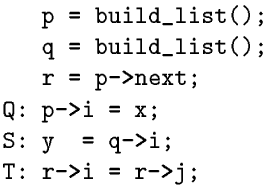 p = build_list();
q = build_list();
r = p->next;
Q: p->i = x;
S: y = q->i;
T: r->i = r->j;